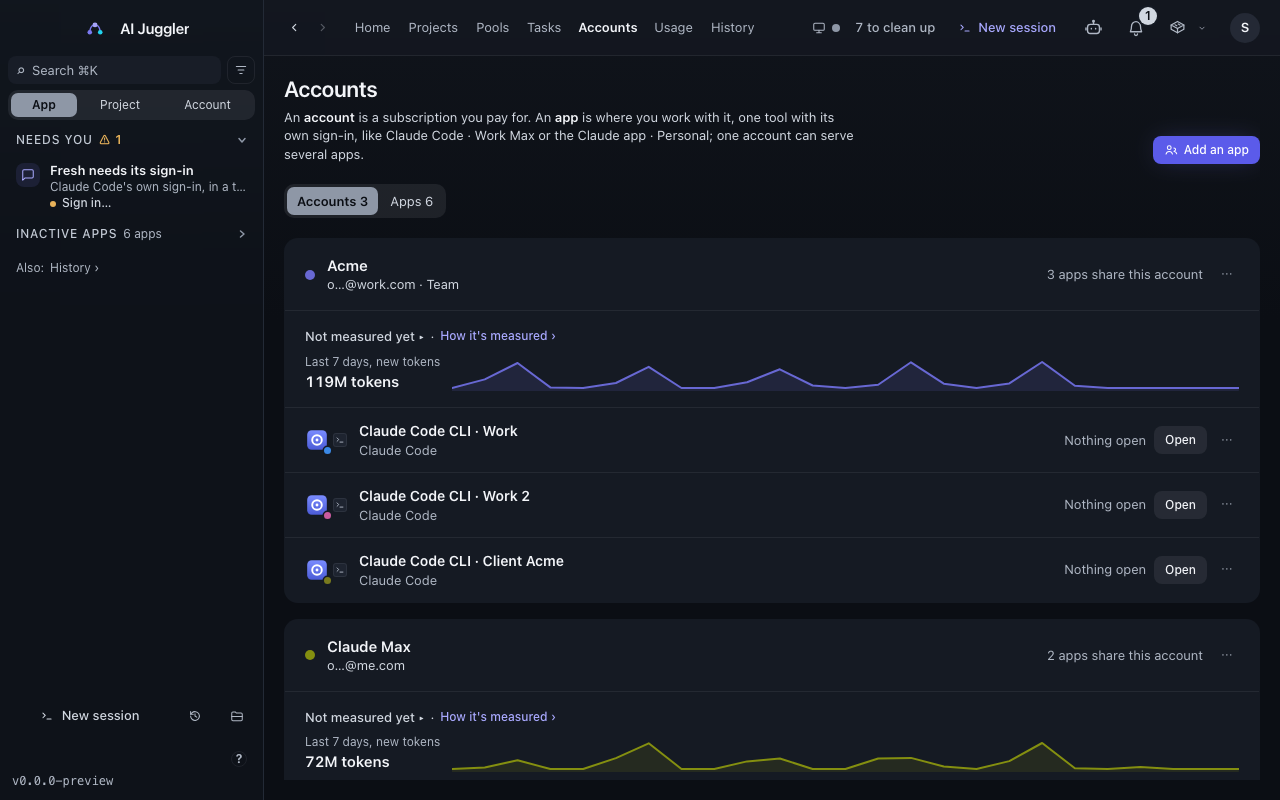 AI Juggler
Search ⌘K
App Project Account
NEEDS YOU 1
Fresh needs its sign-in
Claude Code's own sign-in, in a t...
Sign in...
INACTIVE APPS 6 apps
Also: History ›
New session
?
v0.0.0-preview
Home Projects Pools Tasks Accounts Usage History
7 to clean up
New session
1
S
Accounts
An account is a subscription you pay for. An app is where you work with it, one tool with its
own sign-in, like Claude Code · Work Max or the Claude app · Personal; one account can serve
several apps.
Add an app
Accounts 3 Apps 6
Acme
o...@work.com · Team
3 apps share this account
Not measured yet ▸ · How it's measured ›
Last 7 days, new tokens
119M tokens
Claude Code CLI · Work
Claude Code
Nothing open Open
Claude Code CLI · Work 2
Claude Code
Nothing open Open
Claude Code CLI · Client Acme
Claude Code
Nothing open Open
Claude Max
o...@me.com
2 apps share this account
Not measured yet ▸ · How it's measured ›
Last 7 days, new tokens
72M tokens